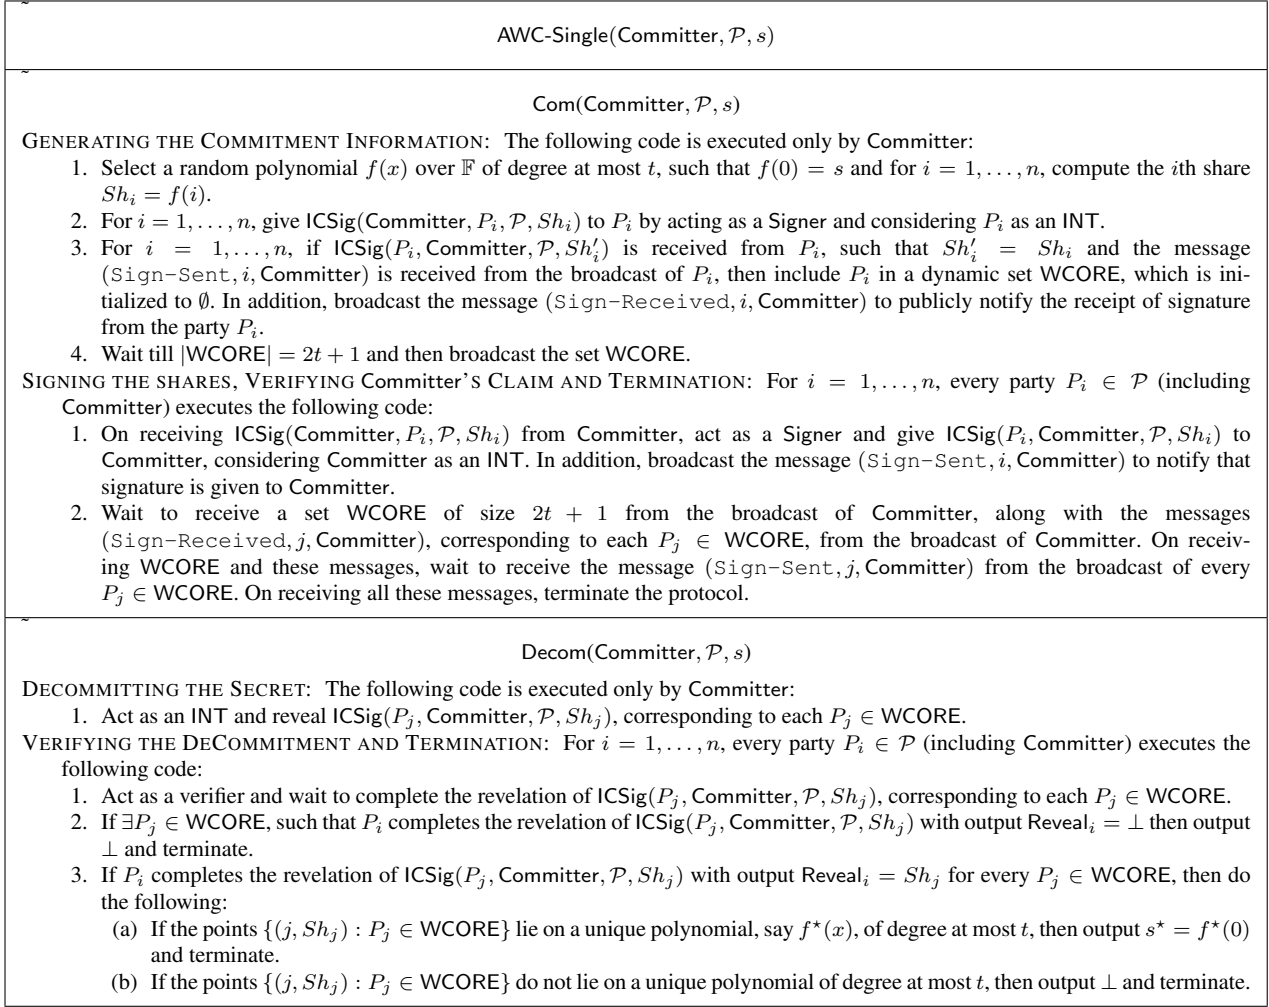 AWC-Single(Committer, 𝒫, s)
Com(Committer, 𝒫, s)
GENERATING THE COMMITMENT INFORMATION: The following code is executed only by Committer:
1. Select a random polynomial f(x) over 𝔽 of degree at most t, such that f(0) = s and for i = 1, . . . , n, compute the ith share
Sh_i = f(i).
2. For i = 1, . . . , n, give ICSig(Committer, P_i, 𝒫, Sh_i) to P_i by acting as a Signer and considering P_i as an INT.
3. For i = 1, . . . , n, if ICSig(P_i, Committer, 𝒫, Sh′_i) is received from P_i, such that Sh′_i = Sh_i and the message
(Sign-Sent, i, Committer) is received from the broadcast of P_i, then include P_i in a dynamic set WCORE, which is ini-
tialized to ∅. In addition, broadcast the message (Sign-Received, i, Committer) to publicly notify the receipt of signature
from the party P_i.
4. Wait till |WCORE| = 2t + 1 and then broadcast the set WCORE.
SIGNING THE SHARES, VERIFYING Committer'S CLAIM AND TERMINATION: For i = 1, . . . , n, every party P_i ∈ 𝒫 (including
Committer) executes the following code:
1. On receiving ICSig(Committer, P_i, 𝒫, Sh_i) from Committer, act as a Signer and give ICSig(P_i, Committer, 𝒫, Sh_i) to
Committer, considering Committer as an INT. In addition, broadcast the message (Sign-Sent, i, Committer) to notify that
signature is given to Committer.
2. Wait to receive a set WCORE of size 2t + 1 from the broadcast of Committer, along with the messages
(Sign-Received, j, Committer), corresponding to each P_j ∈ WCORE, from the broadcast of Committer. On receiv-
ing WCORE and these messages, wait to receive the message (Sign-Sent, j, Committer) from the broadcast of every
P_j ∈ WCORE. On receiving all these messages, terminate the protocol.
Decom(Committer, 𝒫, s)
DECOMMITTING THE SECRET: The following code is executed only by Committer:
1. Act as an INT and reveal ICSig(P_j, Committer, 𝒫, Sh_j), corresponding to each P_j ∈ WCORE.
VERIFYING THE DECOMMITMENT AND TERMINATION: For i = 1, . . . , n, every party P_i ∈ 𝒫 (including Committer) executes the
following code:
1. Act as a verifier and wait to complete the revelation of ICSig(P_j, Committer, 𝒫, Sh_j), corresponding to each P_j ∈ WCORE.
2. If ∃P_j ∈ WCORE, such that P_i completes the revelation of ICSig(P_j, Committer, 𝒫, Sh_j) with output Reveal_i = ⊥ then output
⊥ and terminate.
3. If P_i completes the revelation of ICSig(P_j, Committer, 𝒫, Sh_j) with output Reveal_i = Sh_j for every P_j ∈ WCORE, then do
the following:
(a) If the points {(j, Sh_j) : P_j ∈ WCORE} lie on a unique polynomial, say f⋆(x), of degree at most t, then output s⋆ = f⋆(0)
and terminate.
(b) If the points {(j, Sh_j) : P_j ∈ WCORE} do not lie on a unique polynomial of degree at most t, then output ⊥ and terminate.